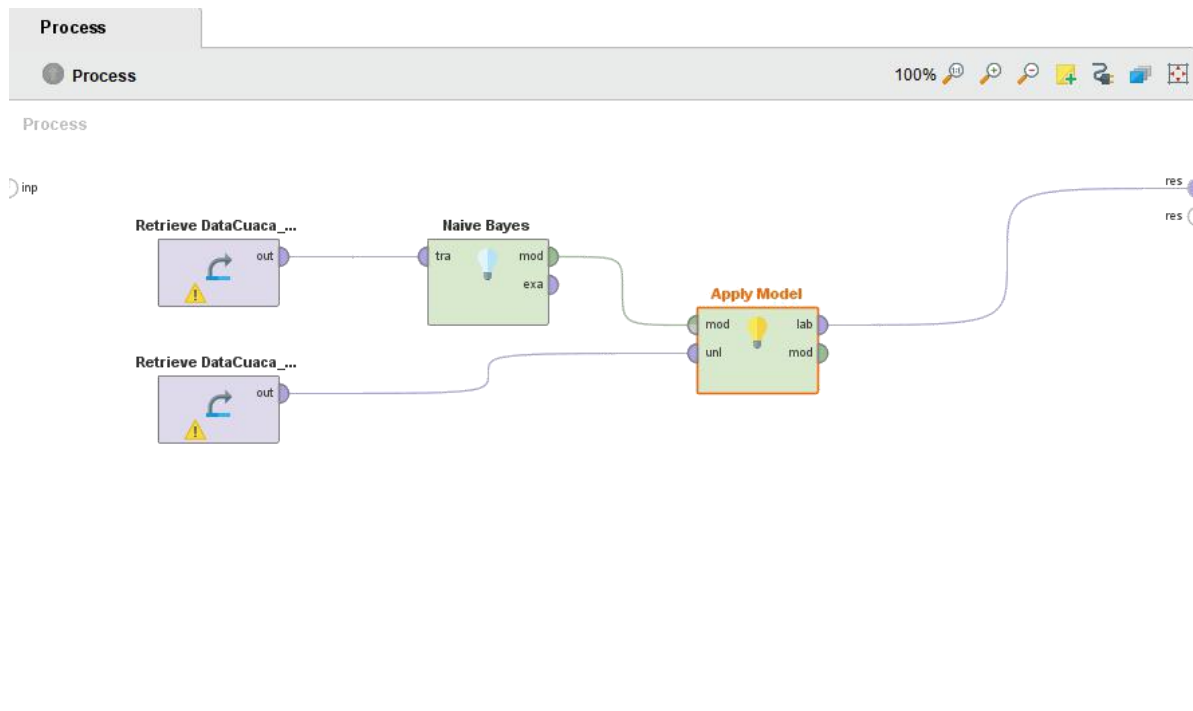 Process
Process
100%
Process
inp
res
res
Retrieve DataCuaca_...
out
Naive Bayes
tra
mod
exa
Apply Model
mod
lab
unl
mod
Retrieve DataCuaca_...
out